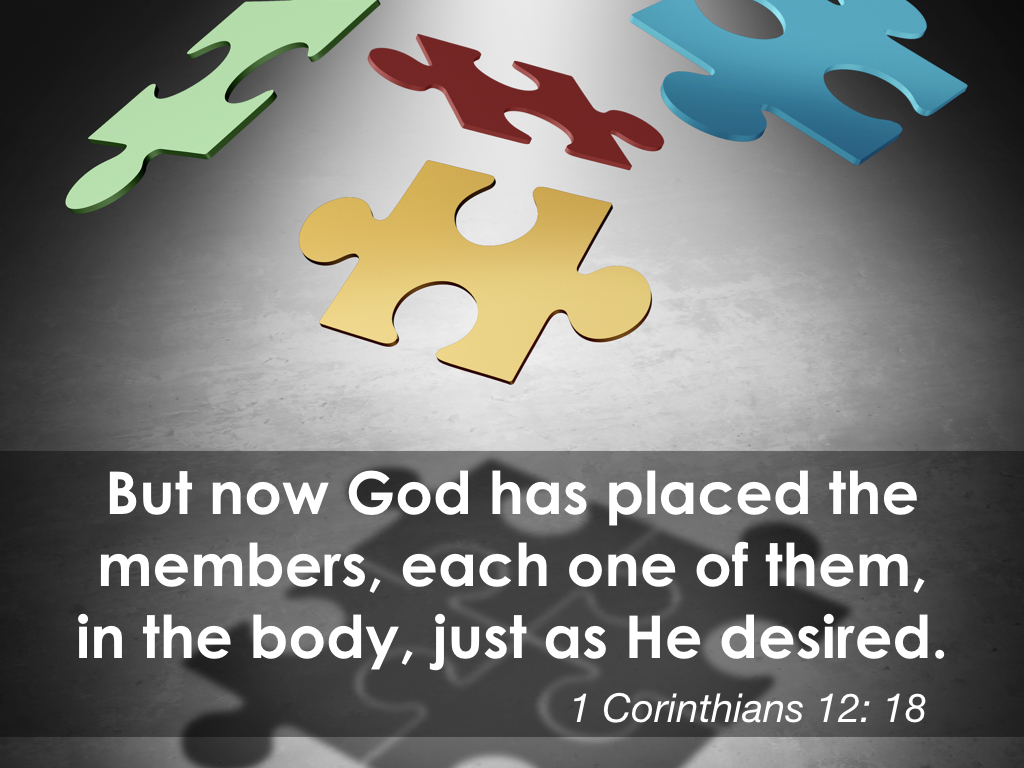 But now God has placed the
members, each one of them,
in the body, just as He desired.
1 Corinthians 12: 18